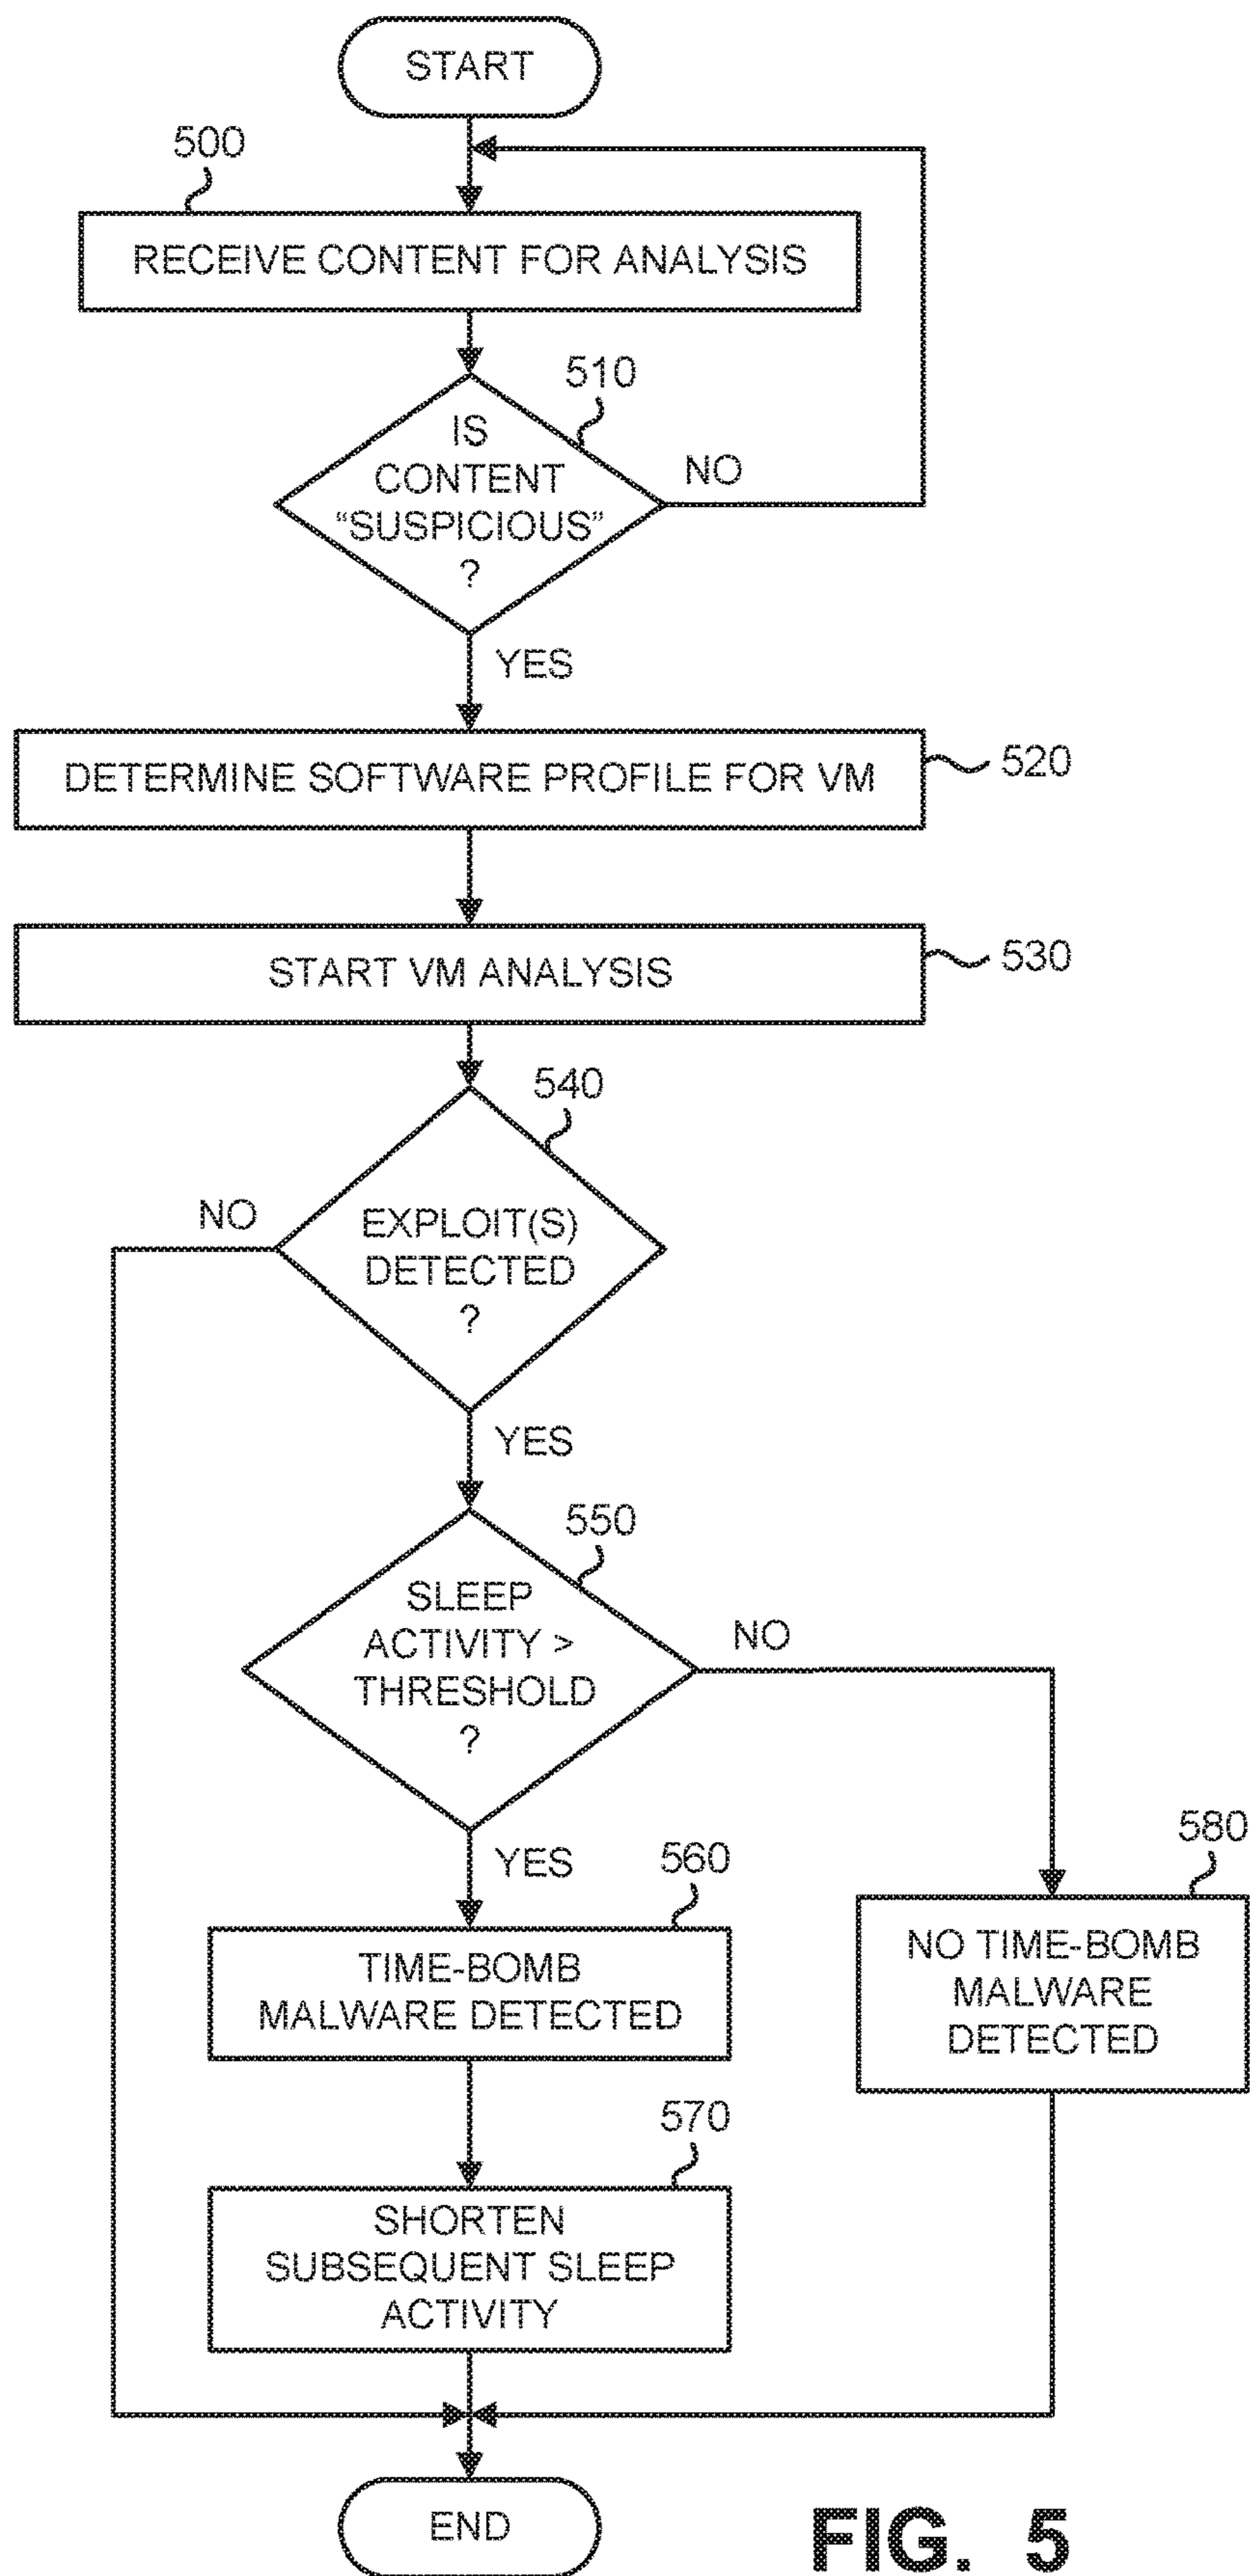 START
500
RECEIVE CONTENT FOR ANALYSIS
510
IS
CONTENT
“SUSPICIOUS”
?
NO
YES
DETERMINE SOFTWARE PROFILE FOR VM
520
START VM ANALYSIS
530
540
NO
EXPLOIT(S)
DETECTED
?
YES
550
SLEEP
ACTIVITY >
THRESHOLD
?
NO
YES
560
TIME-BOMB
MALWARE DETECTED
580
NO TIME-BOMB
MALWARE
DETECTED
570
SHORTEN
SUBSEQUENT SLEEP
ACTIVITY
END
FIG. 5